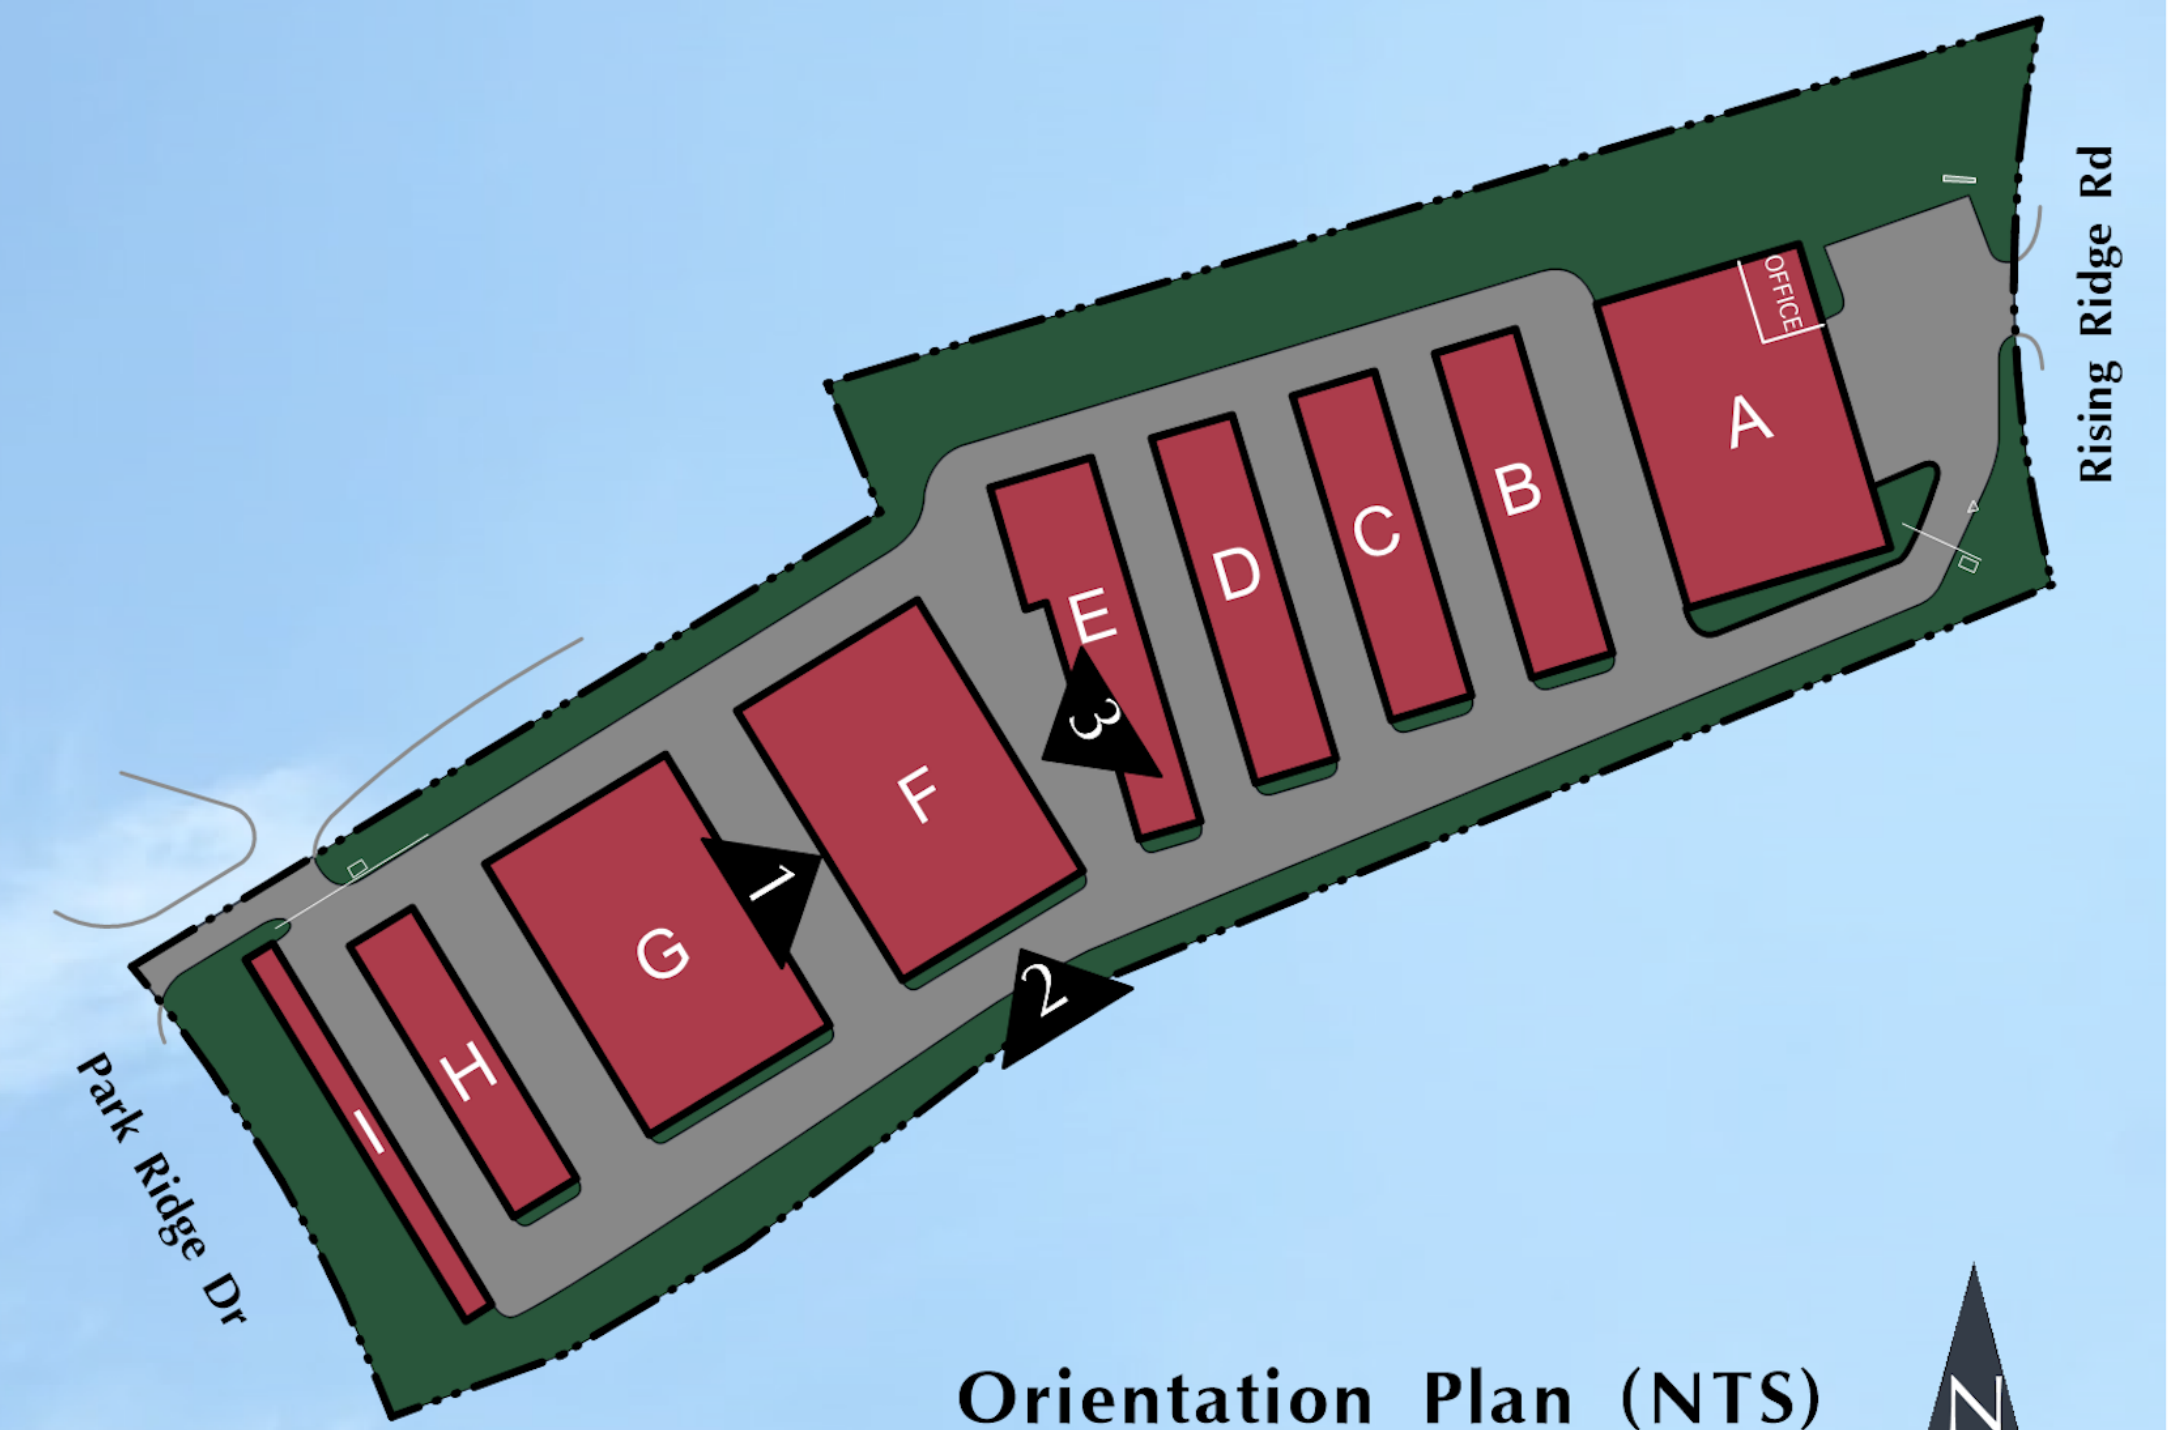 Rising Ridge Rd
OFFICE
A
B
C
D
E
3
F
1
G
2
H
I
Park Ridge Dr
Orientation Plan (NTS)
N